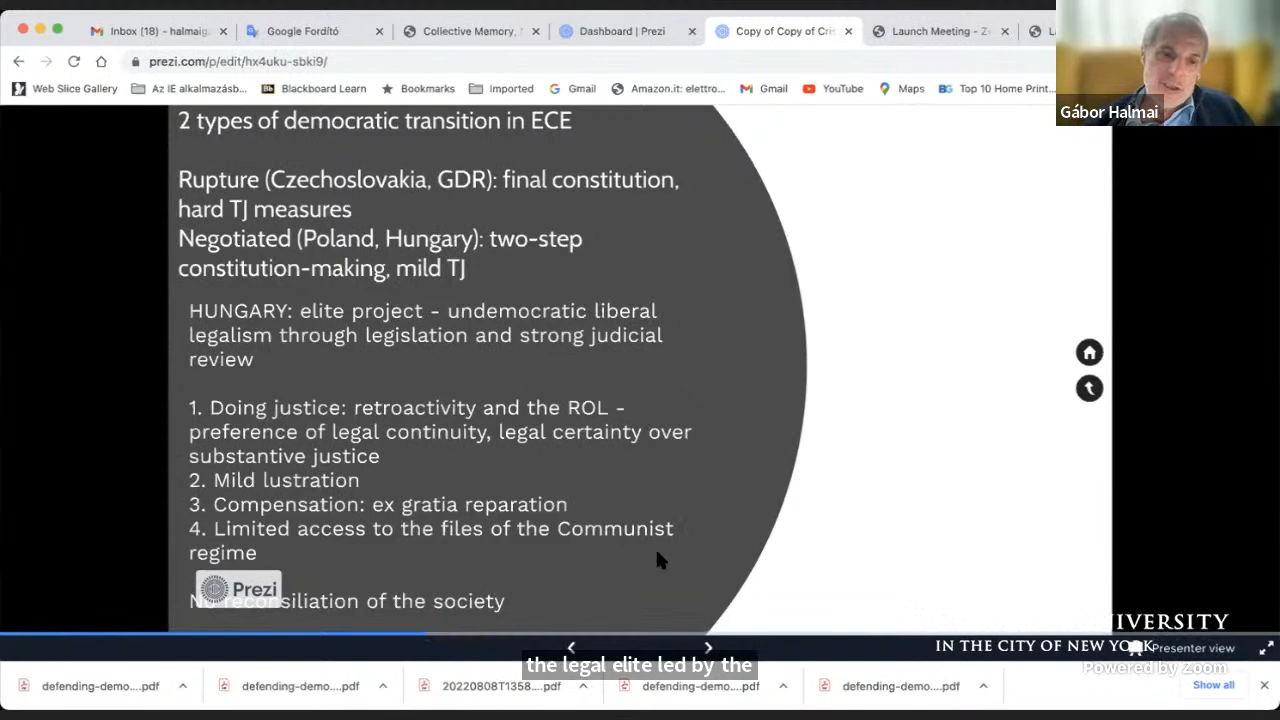 Inbox (18) - halmaig...
Google Fordító
Collective Memory,
Dashboard | Prezi
Copy of Copy of Cri
Launch Meeting - Z
prezi.com/p/edit/hx4uku-sbki9/
Web Slice Gallery
Az IE alkalmazásb...
Bb Blackboard Learn
Bookmarks
Imported
Gmail
Amazon.it: elettro...
Gmail
YouTube
Maps
BG Top 10 Home Print...
Gábor Halmai
2 types of democratic transition in ECE
Rupture (Czechoslovakia, GDR): final constitution,
hard TJ measures
Negotiated (Poland, Hungary): two-step
constitution-making, mild TJ
HUNGARY: elite project - undemocratic liberal
legalism through legislation and strong judicial
review
1. Doing justice: retroactivity and the ROL -
preference of legal continuity, legal certainty over
substantive justice
2. Mild lustration
3. Compensation: ex gratia reparation
4. Limited access to the files of the Communist
regime
Prezi
No reconsiliation of the society
IN THE CITY OF NEW YORK
Presenter view
the legal elite led by the
Powered by Zoom
defending-demo....pdf
defending-demo....pdf
20220808T1358....pdf
defending-demo....pdf
defending-demo....pdf
Show all